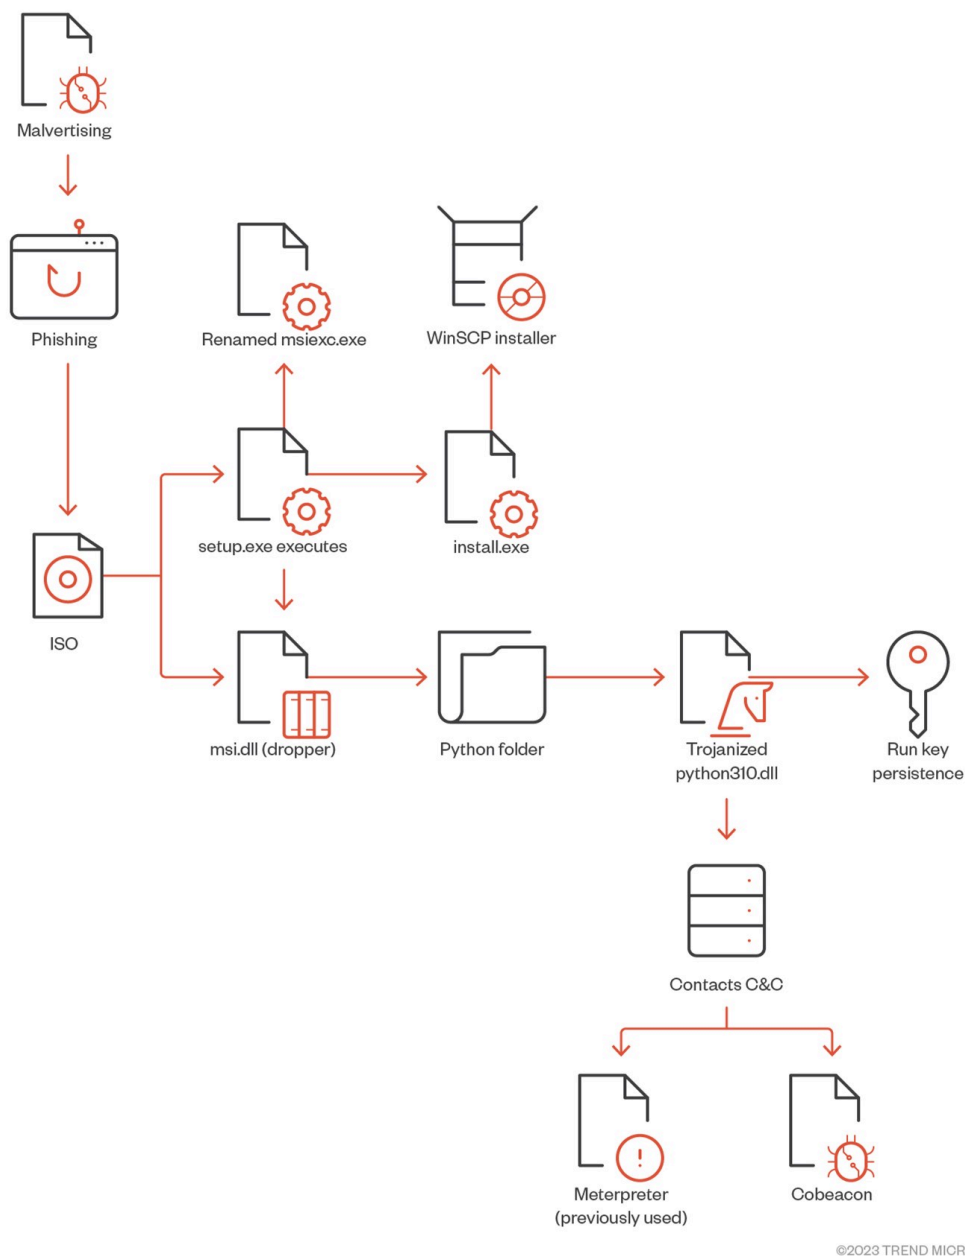 Malvertising
Phishing
Renamed msiexc.exe
WinSCP installer
setup.exe executes
install.exe
ISO
msi.dll (dropper)
Python folder
Trojanized
python310.dll
Run key
persistence
Contacts C&C
Meterpreter
(previously used)
Cobeacon
©2023 TREND MICR